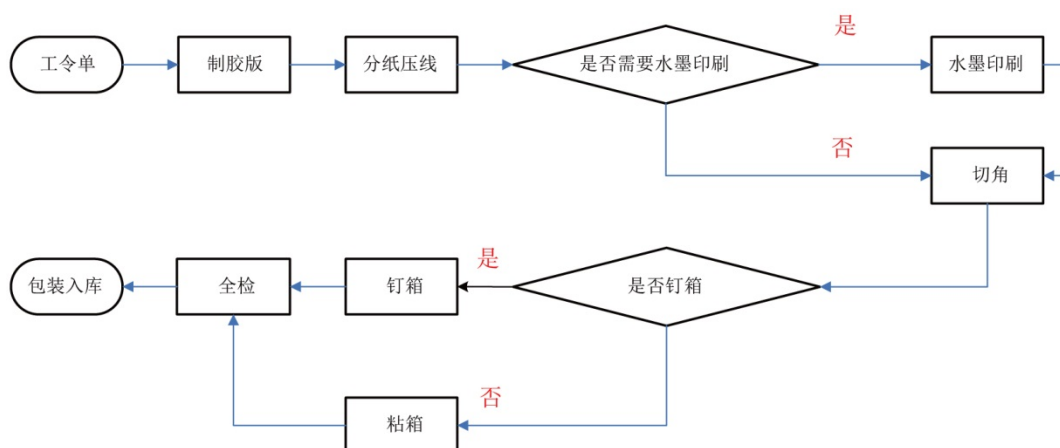 工令单
制胶版
分纸压线
是否需要水墨印刷
是
水墨印刷
否
切角
是否钉箱
是
钉箱
全检
包装入库
否
粘箱